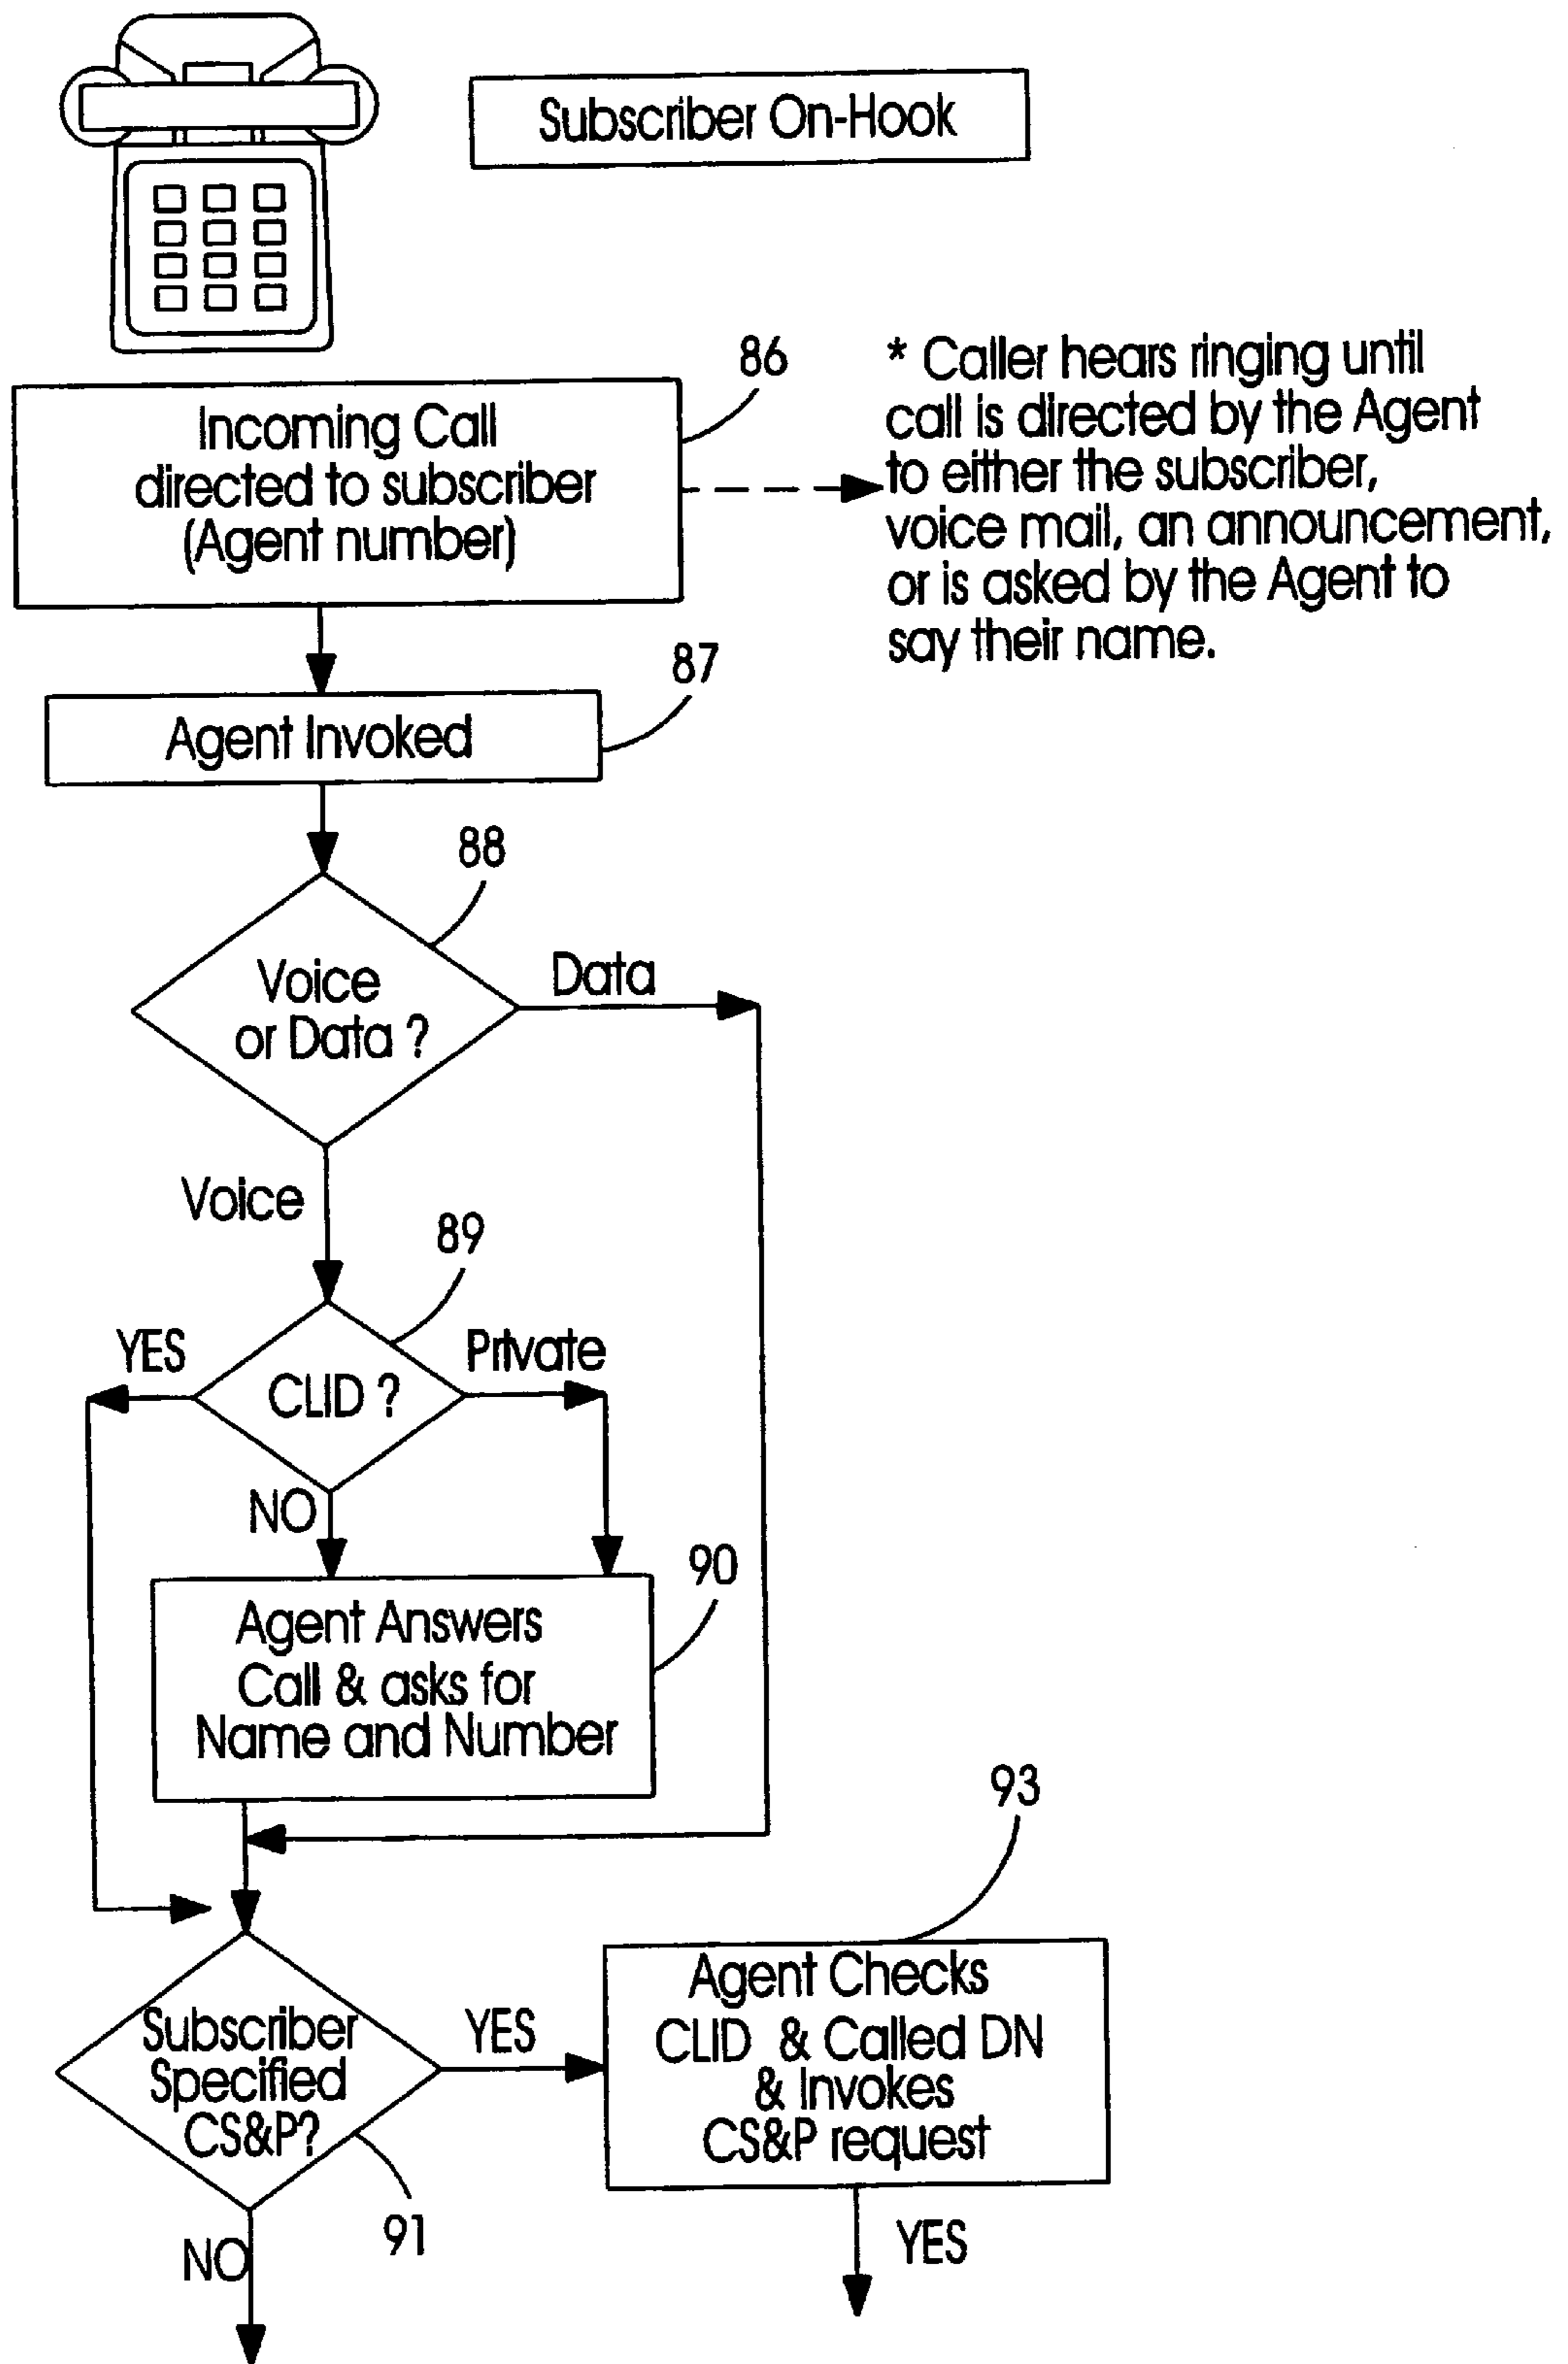 Subscriber On-Hook
86
Incoming Call
directed to subscriber
(Agent number)
* Caller hears ringing until
call is directed by the Agent
to either the subscriber,
voice mail, an announcement,
or is asked by the Agent to
say their name.
87
Agent Invoked
88
Voice
or Data ?
Data
Voice
89
YES
CLID ?
Private
NO
90
Agent Answers
Call & asks for
Name and Number
93
Subscriber
Specified
CS&P?
YES
Agent Checks
CLID & Called DN
& Invokes
CS&P request
91
NO
YES